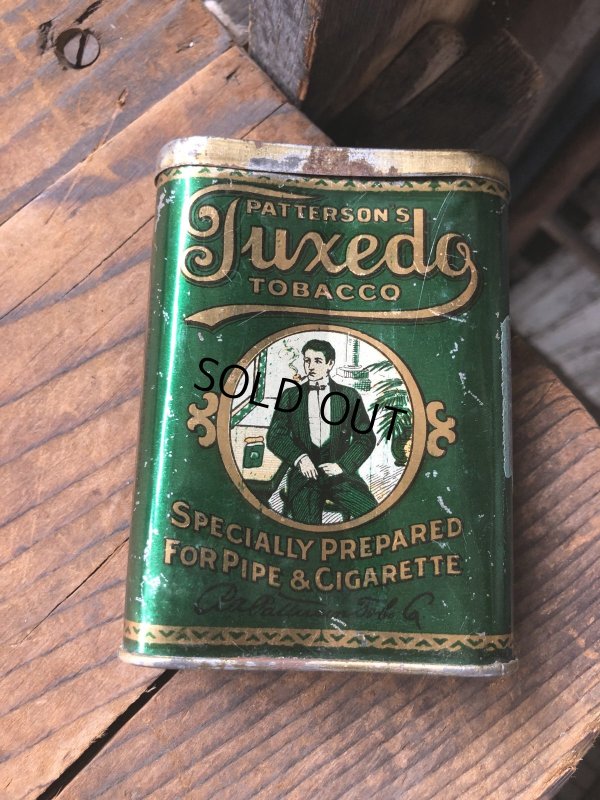 PATTERSON'S
Tuxedo
TOBACCO
SOLD OUT
SPECIALLY PREPARED
FOR PIPE & CIGARETTE